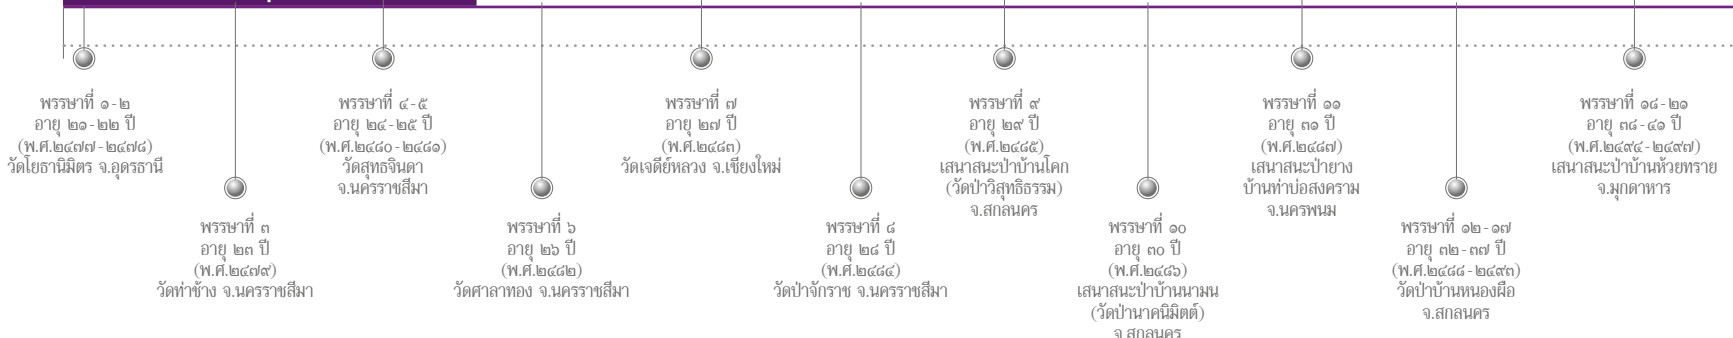 พรรษาที่ ๑-๒
อายุ ๒๑-๒๒ ปี
(พ.ศ.๒๔๗๗-๒๔๗๘)
วัดโยธานิมิตร จ.อุดรธานี
พรรษาที่ ๓
อายุ ๒๓ ปี
(พ.ศ.๒๔๗๙)
วัดท่าช้าง จ.นครราชสีมา
พรรษาที่ ๔-๕
อายุ ๒๔-๒๕ ปี
(พ.ศ.๒๔๘๐-๒๔๘๑)
วัดสุทธจินดา
จ.นครราชสีมา
พรรษาที่ ๖
อายุ ๒๖ ปี
(พ.ศ.๒๔๘๒)
วัดศาลาทอง จ.นครราชสีมา
พรรษาที่ ๗
อายุ ๒๗ ปี
(พ.ศ.๒๔๘๓)
วัดเจดีย์หลวง จ.เชียงใหม่
พรรษาที่ ๘
อายุ ๒๘ ปี
(พ.ศ.๒๔๘๔)
วัดป่าจักราช จ.นครราชสีมา
พรรษาที่ ๙
อายุ ๒๙ ปี
(พ.ศ.๒๔๘๕)
เสนาสนะป่าบ้านโคก
(วัดป่าวิสุทธิธรรม)
จ.สกลนคร
พรรษาที่ ๑๐
อายุ ๓๐ ปี
(พ.ศ.๒๔๘๖)
เสนาสนะป่าบ้านนามน
(วัดป่านาคนิมิตต์)
จ.สกลนคร
พรรษาที่ ๑๑
อายุ ๓๑ ปี
(พ.ศ.๒๔๘๗)
เสนาสนะป่ายาง
บ้านท่าบ่อสงคราม
จ.นครพนม
พรรษาที่ ๑๒-๑๗
อายุ ๓๒-๓๗ ปี
(พ.ศ.๒๔๘๘-๒๔๙๓)
วัดป่าบ้านหนองผือ
จ.สกลนคร
พรรษาที่ ๑๘-๒๑
อายุ ๓๘-๔๑ ปี
(พ.ศ.๒๔๙๔-๒๔๙๗)
เสนาสนะป่าบ้านห้วยทราย
จ.มุกดาหาร